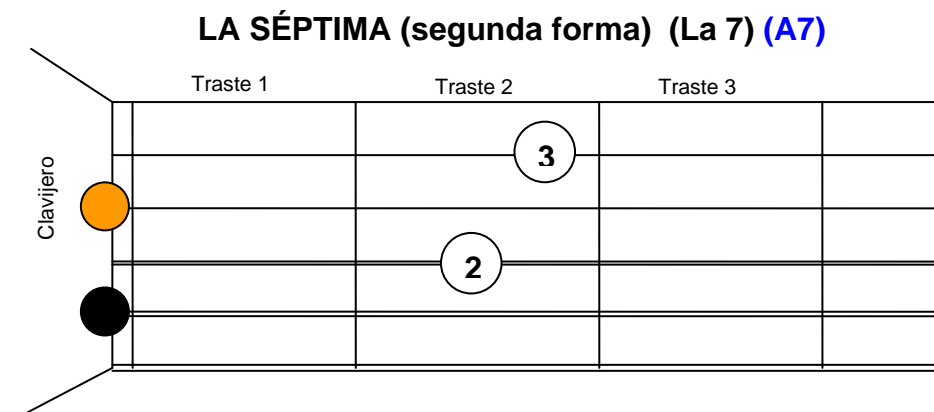 LA SÉPTIMA (segunda forma) (La 7) (A7)
Traste 1 Traste 2 Traste 3
Clavijero
3
2